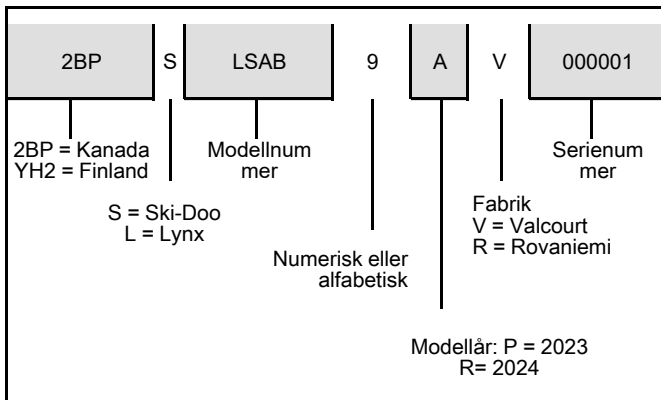 2BP S LSAB 9 A V 000001
2BP = Kanada
YH2 = Finland
Modellnum
mer
Serienum
mer
S = Ski-Doo
L = Lynx
Fabrik
V = Valcourt
R = Rovaniemi
Numerisk eller
alfabetisk
Modellår: P = 2023
R= 2024